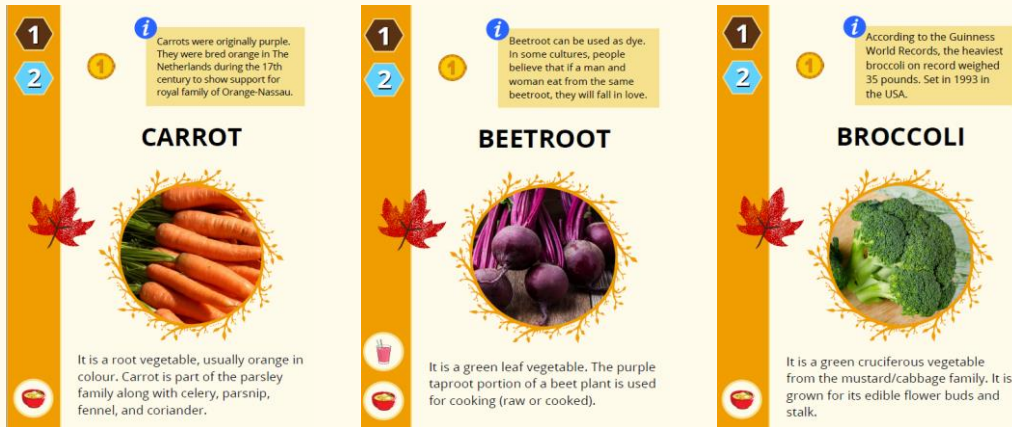 1
2
1
Carrots were originally purple.
They were bred orange in The
Netherlands during the 17th
century to show support for
royal family of Orange-Nassau.
CARROT
It is a root vegetable, usually orange in
colour. Carrot is part of the parsley
family along with celery, parsnip,
fennel, and coriander.
1
2
1
Beetroot can be used as dye.
In some cultures, people
believe that if a man and
woman eat from the same
beetroot, they will fall in love.
BEETROOT
It is a green leaf vegetable. The purple
taproot portion of a beet plant is used
for cooking (raw or cooked).
1
2
1
According to the Guinness
World Records, the heaviest
broccoli on record weighed
35 pounds. Set in 1993 in
the USA.
BROCCOLI
It is a green cruciferous vegetable
from the mustard/cabbage family. It is
grown for its edible flower buds and
stalk.